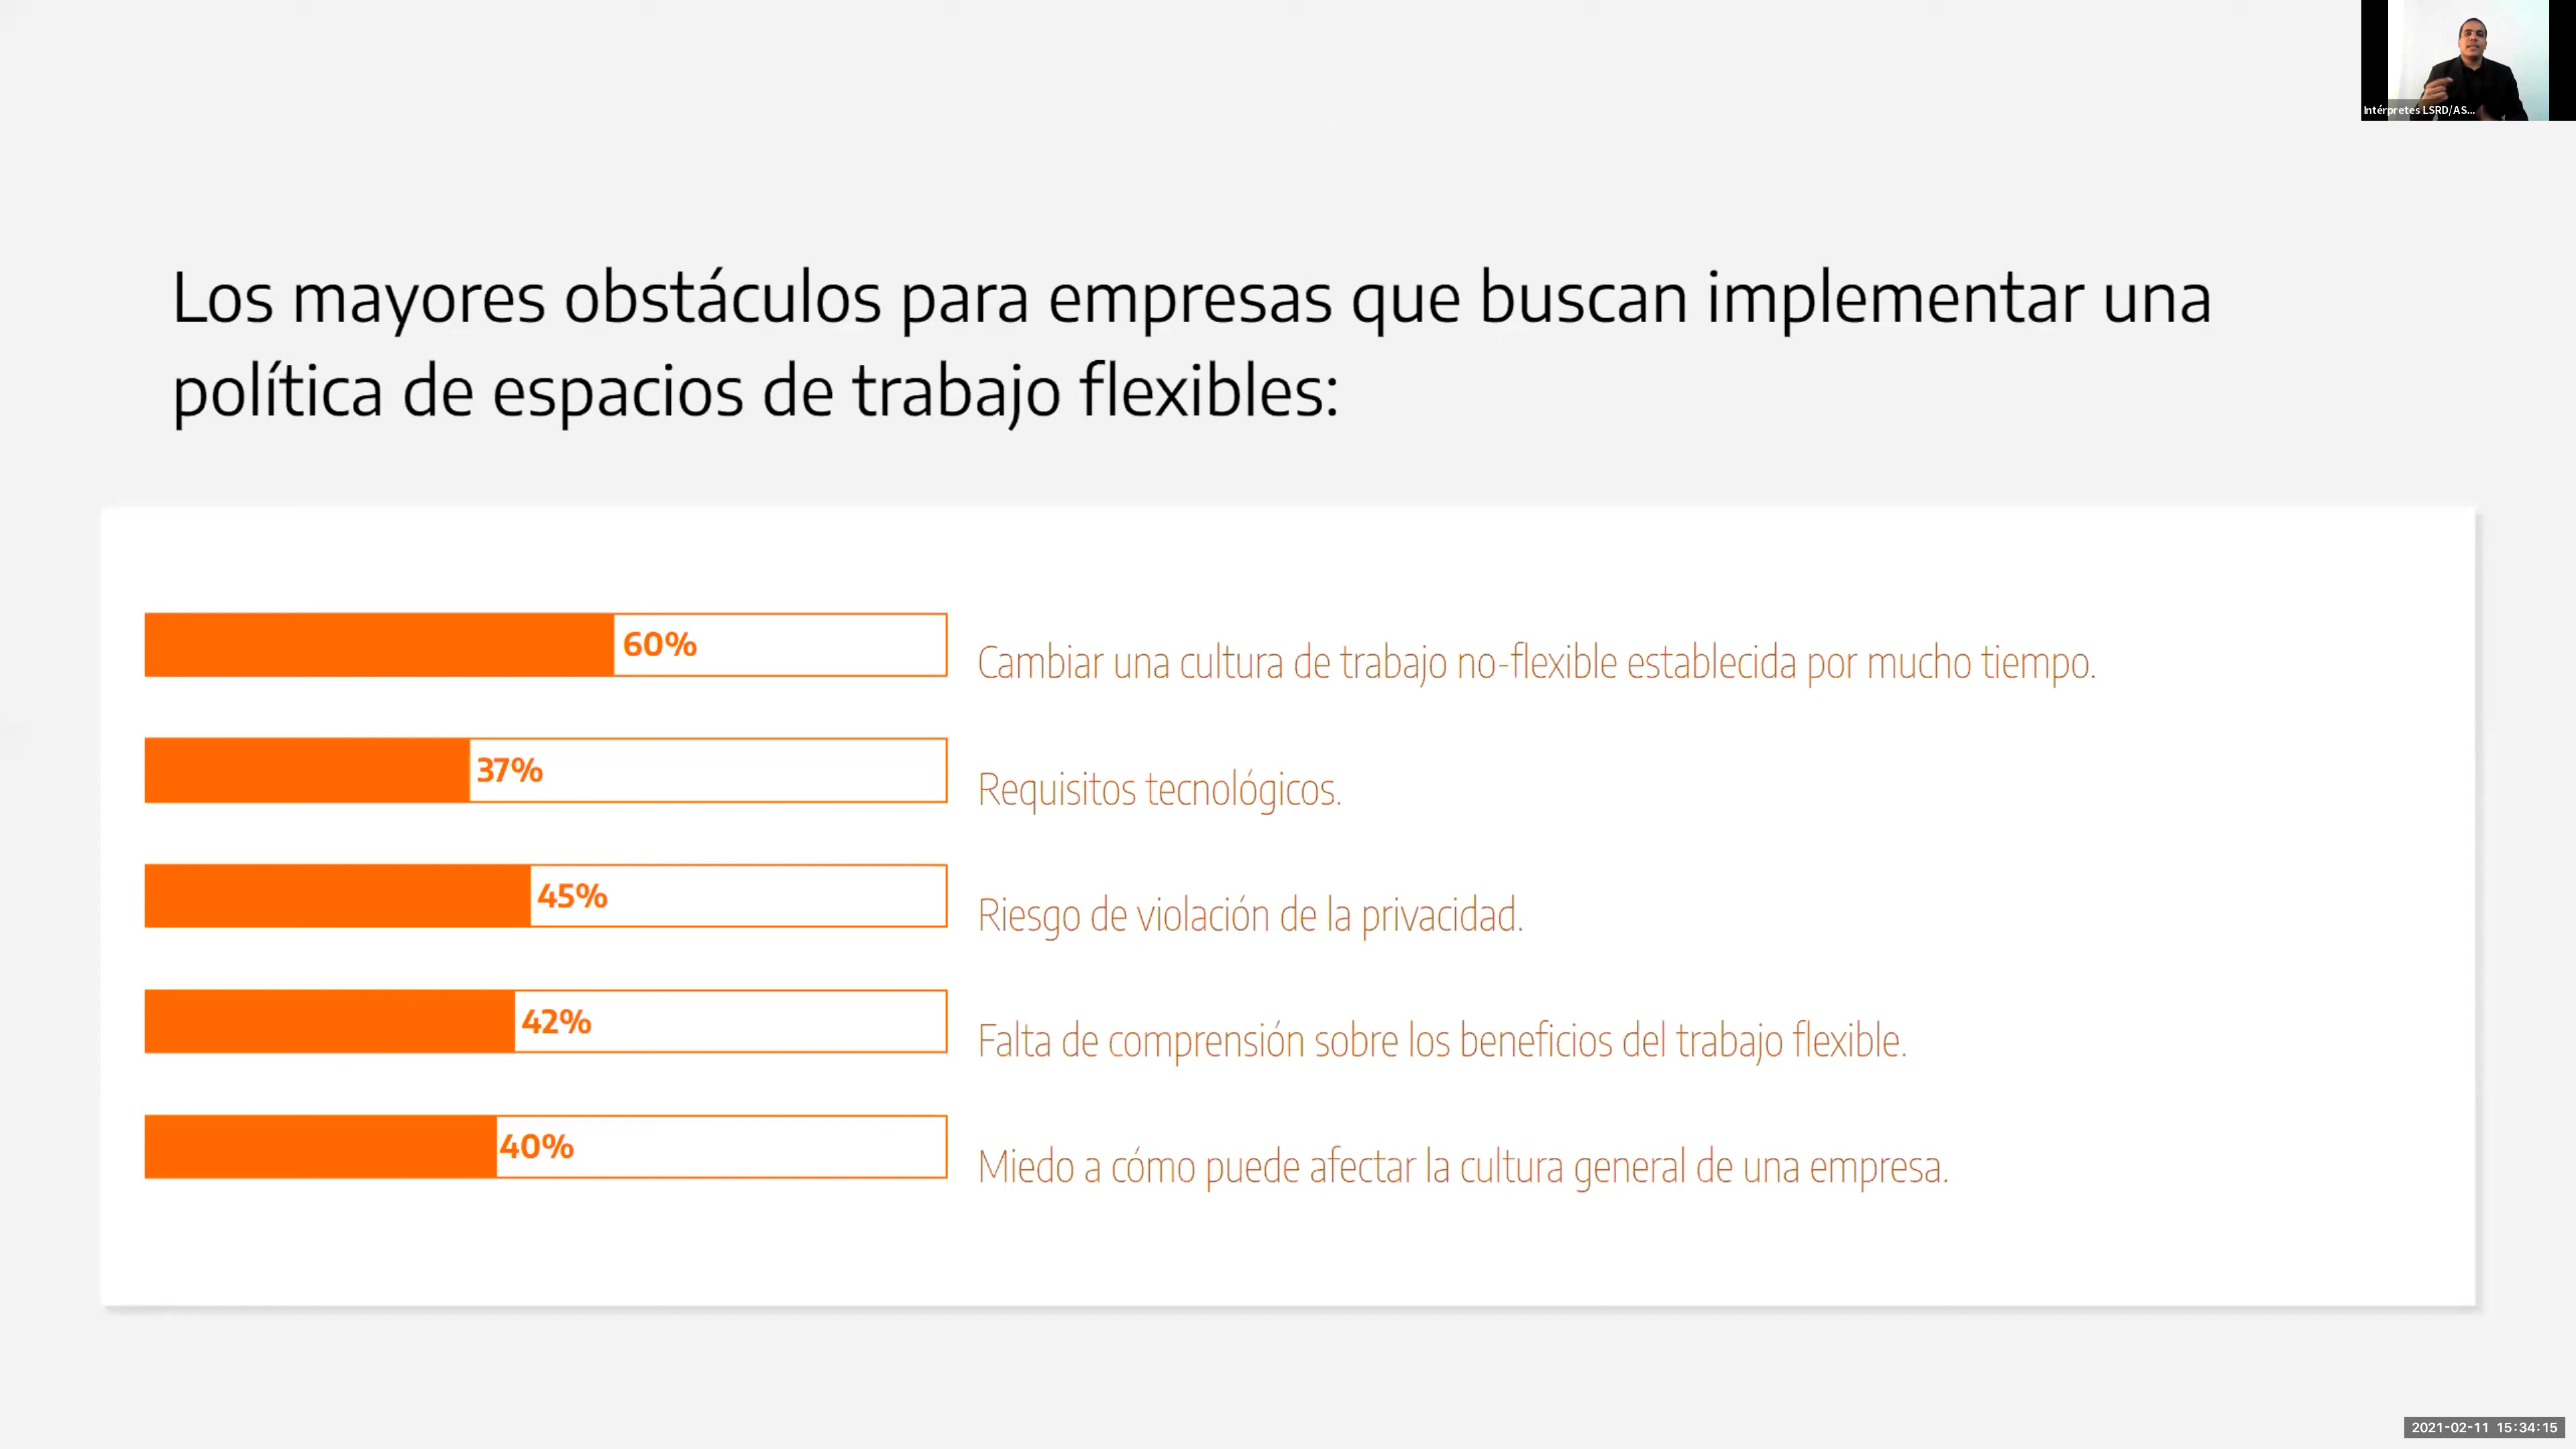 Intérpretes LSRD/AS...
Los mayores obstáculos para empresas que buscan implementar una
política de espacios de trabajo flexibles:
60% Cambiar una cultura de trabajo no-flexible establecida por mucho tiempo.
37% Requisitos tecnológicos.
45% Riesgo de violación de la privacidad.
42% Falta de comprensión sobre los beneficios del trabajo flexible.
40% Miedo a cómo puede afectar la cultura general de una empresa.
2021-02-11 15:34:15